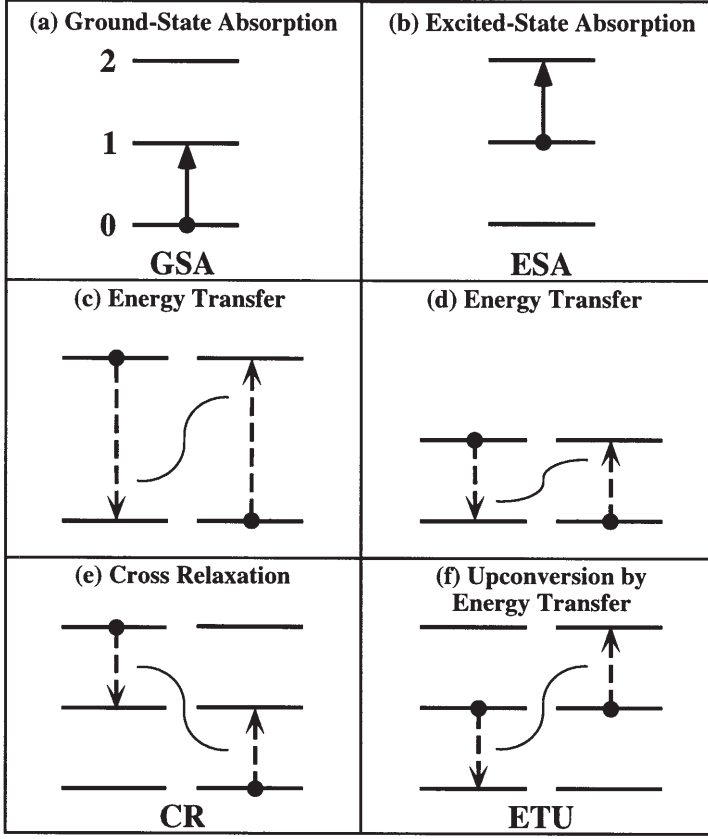 (a) Ground-State Absorption
2
1
0
GSA
(b) Excited-State Absorption
ESA
(c) Energy Transfer
(d) Energy Transfer
(e) Cross Relaxation
CR
(f) Upconversion by
Energy Transfer
ETU